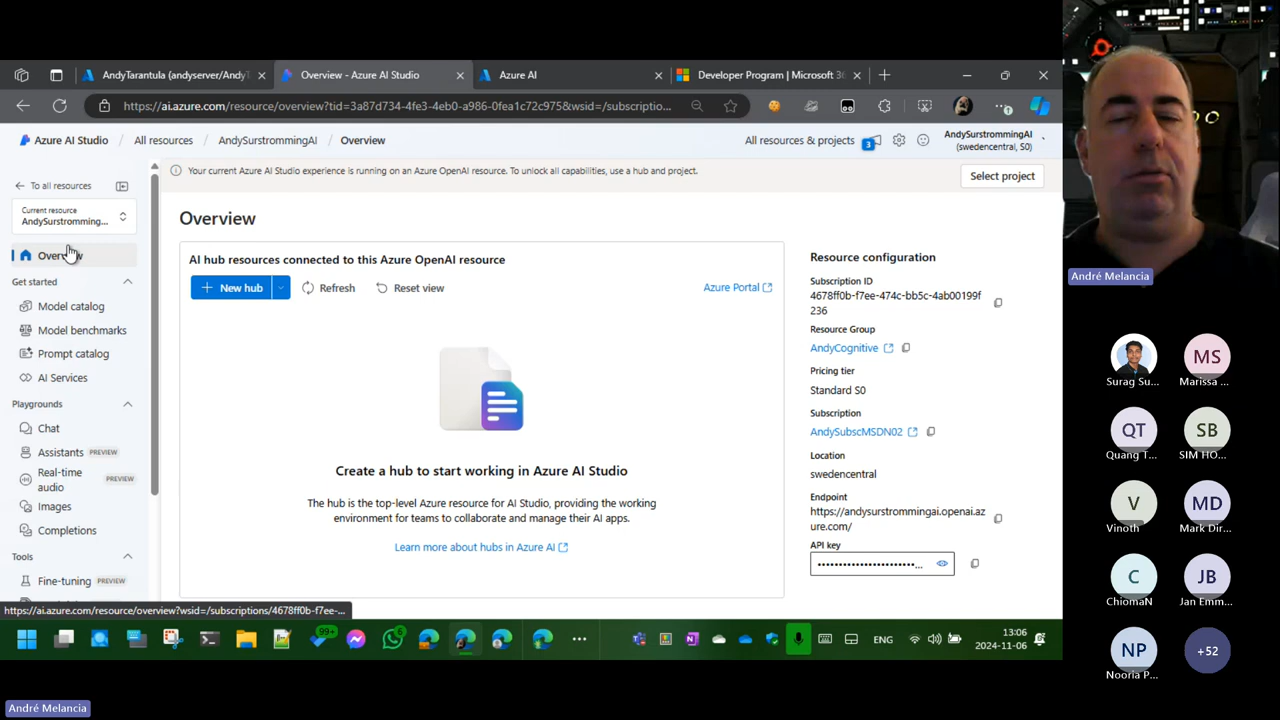 AndyTarantula (andyserver/AndyT
Overview - Azure AI Studio
Azure AI
Developer Program | Microsoft 36
https://ai.azure.com/resource/overview?tid=3a87d734-4fe3-4eb0-a986-0fea1c72c975&wsid=/subscriptio...
Azure AI Studio / All resources / AndySurstrommingAI / Overview
All resources & projects
3
AndySurstrommingAI
(swedencentral, S0)
To all resources
Current resource
AndySurstromming...
Overview
Get started
Model catalog
Model benchmarks
Prompt catalog
AI Services
Playgrounds
Chat
Assistants PREVIEW
Real-time
audio
PREVIEW
Images
Completions
Tools
Fine-tuning PREVIEW
https://ai.azure.com/resource/overview?wsid=/subscriptions/4678ff0b-f7ee-...
Your current Azure AI Studio experience is running on an Azure OpenAI resource. To unlock all capabilities, use a hub and project.
Select project
Overview
AI hub resources connected to this Azure OpenAI resource
New hub
Refresh
Reset view
Azure Portal
Create a hub to start working in Azure AI Studio
The hub is the top-level Azure resource for AI Studio, providing the working
environment for teams to collaborate and manage their AI apps.
Learn more about hubs in Azure AI
Resource configuration
Subscription ID
4678ff0b-f7ee-474c-bb5c-4ab00199f
236
Resource Group
AndyCognitive
Pricing tier
Standard S0
Subscription
AndySubscMSDN02
Location
swedencentral
Endpoint
https://andysurstrommingai.openai.az
ure.com/
API key
99+
6
ENG
13:06
2024-11-06
André Melancia
Surag Su...
MS
Marissa ...
QT
Quang T...
SB
SIM HO...
V
Vinoth
MD
Mark Dir...
C
ChiomaN
JB
Jan Emm...
NP
Nooria P...
+52
André Melancia